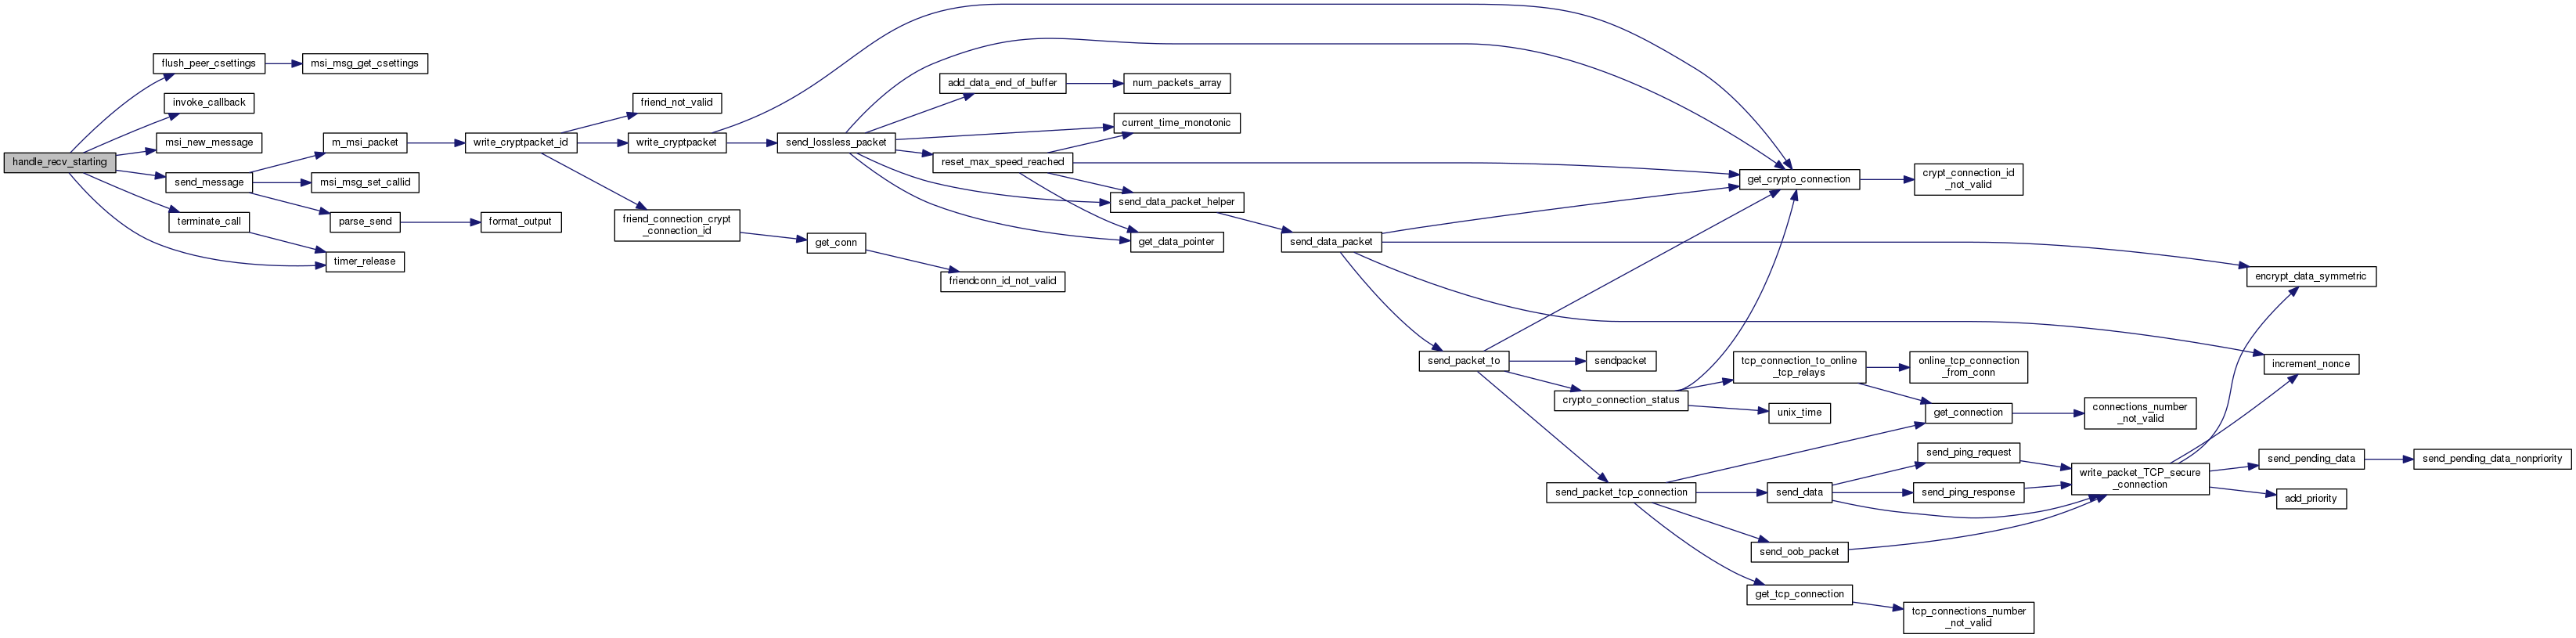 handle_recv_starting
flush_peer_csettings
msi_msg_get_csettings
invoke_callback
msi_new_message
send_message
terminate_call
timer_release
m_msi_packet
msi_msg_set_callid
parse_send
format_output
write_cryptpacket_id
friend_not_valid
write_cryptpacket
friend_connection_crypt
_connection_id
get_conn
friendconn_id_not_valid
send_lossless_packet
add_data_end_of_buffer
num_packets_array
current_time_monotonic
reset_max_speed_reached
send_data_packet_helper
get_data_pointer
send_data_packet
get_crypto_connection
crypt_connection_id
_not_valid
encrypt_data_symmetric
increment_nonce
send_packet_to
sendpacket
crypto_connection_status
tcp_connection_to_online
_tcp_relays
online_tcp_connection
_from_conn
unix_time
get_connection
connections_number
_not_valid
send_packet_tcp_connection
send_data
send_ping_request
send_ping_response
send_oob_packet
get_tcp_connection
tcp_connections_number
_not_valid
write_packet_TCP_secure
_connection
send_pending_data
send_pending_data_nonpriority
add_priority